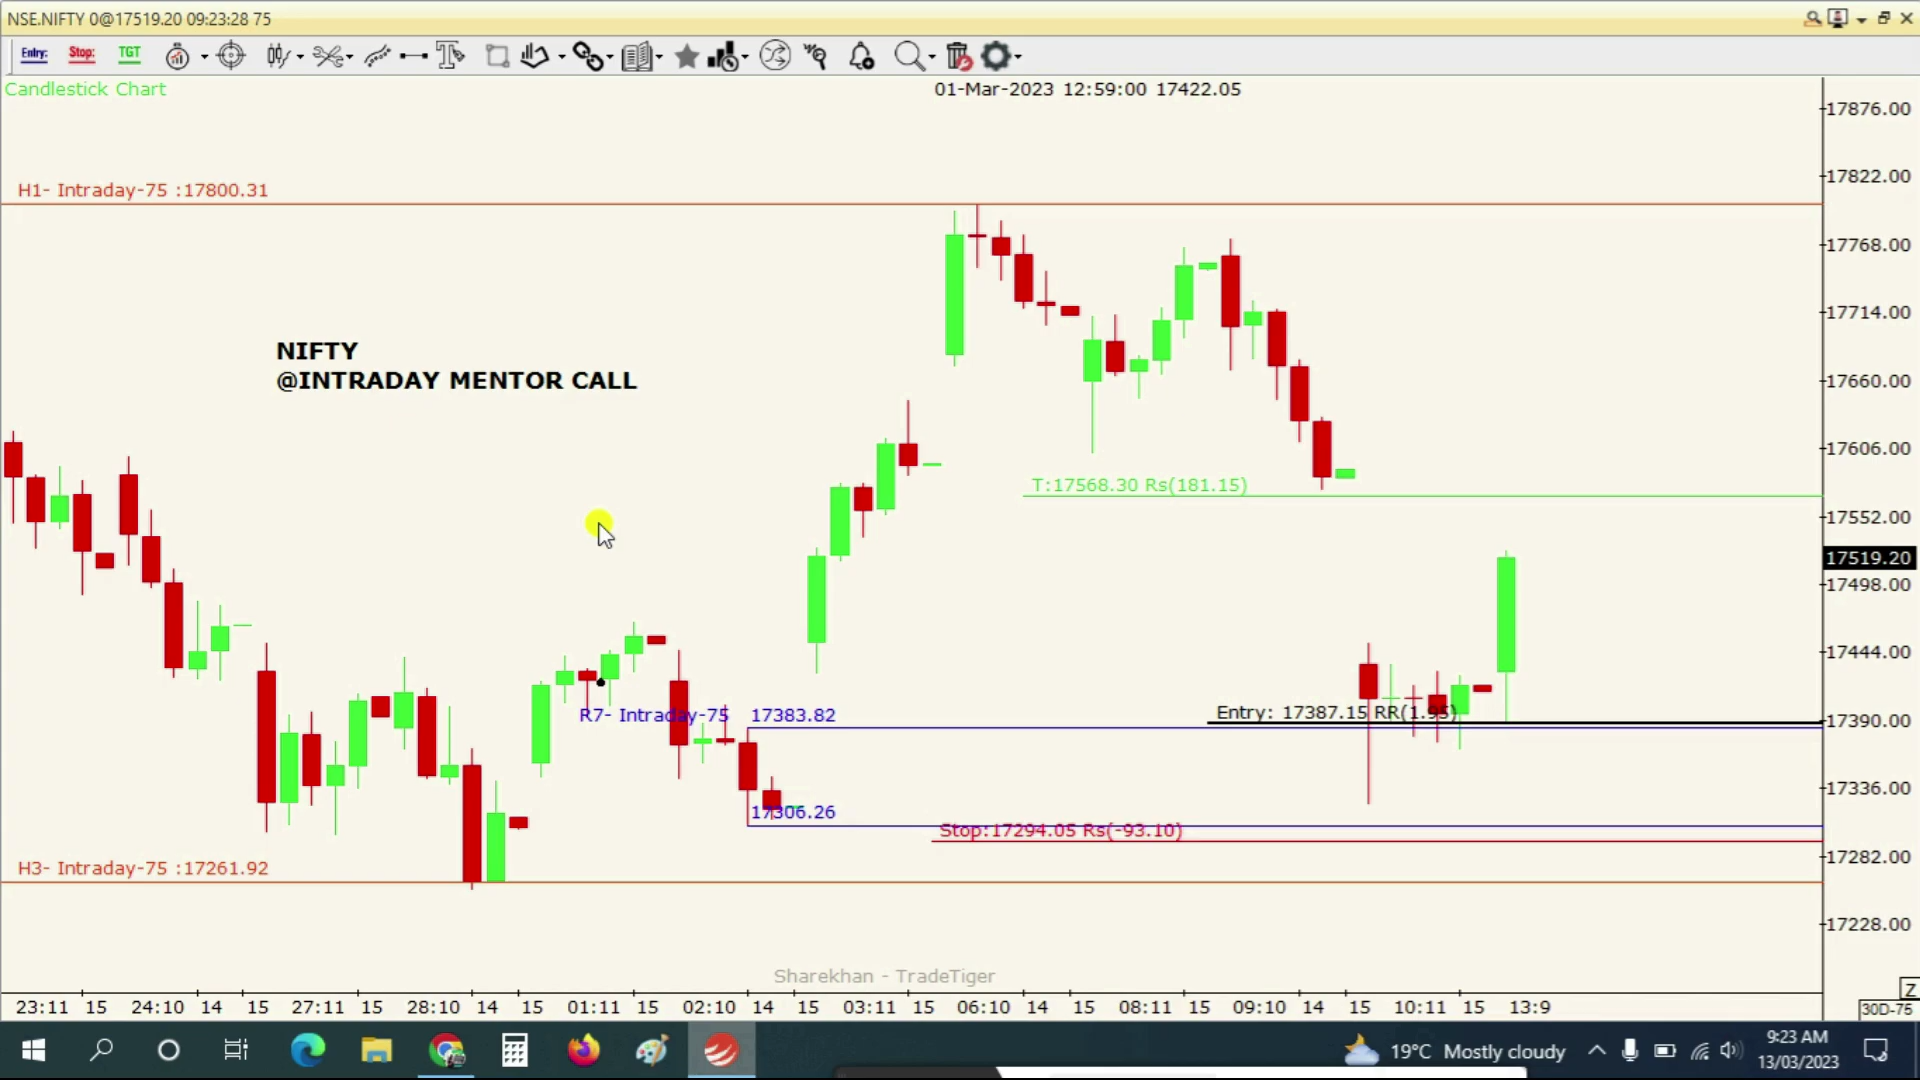 NSE.NIFTY 0@17519.20 09:23:28 75
Entry: Stop: TGT
Candlestick Chart
01-Mar-2023 12:59:00 17422.05
17876.00
17822.00
H1- Intraday-75 :17800.31
17768.00
17714.00
NIFTY
@INTRADAY MENTOR CALL
17660.00
17606.00
T:17568.30 Rs(181.15)
17552.00
17519.20
17498.00
17444.00
R7- Intraday-75 17383.82
Entry: 17387.15 RR(1.95)
17390.00
17336.00
17306.26
Stop:17294.05 Rs(-93.10)
17282.00
H3- Intraday-75 :17261.92
17228.00
Sharekhan - TradeTiger
Z
23:11 15 24:10 14 15 27:11 15 28:10 14 15 01:11 15 02:10 14 15 03:11 15 06:10 14 15 08:11 15 09:10 14 15 10:11 15 13:9
30D-75
19°C Mostly cloudy
9:23 AM
13/03/2023